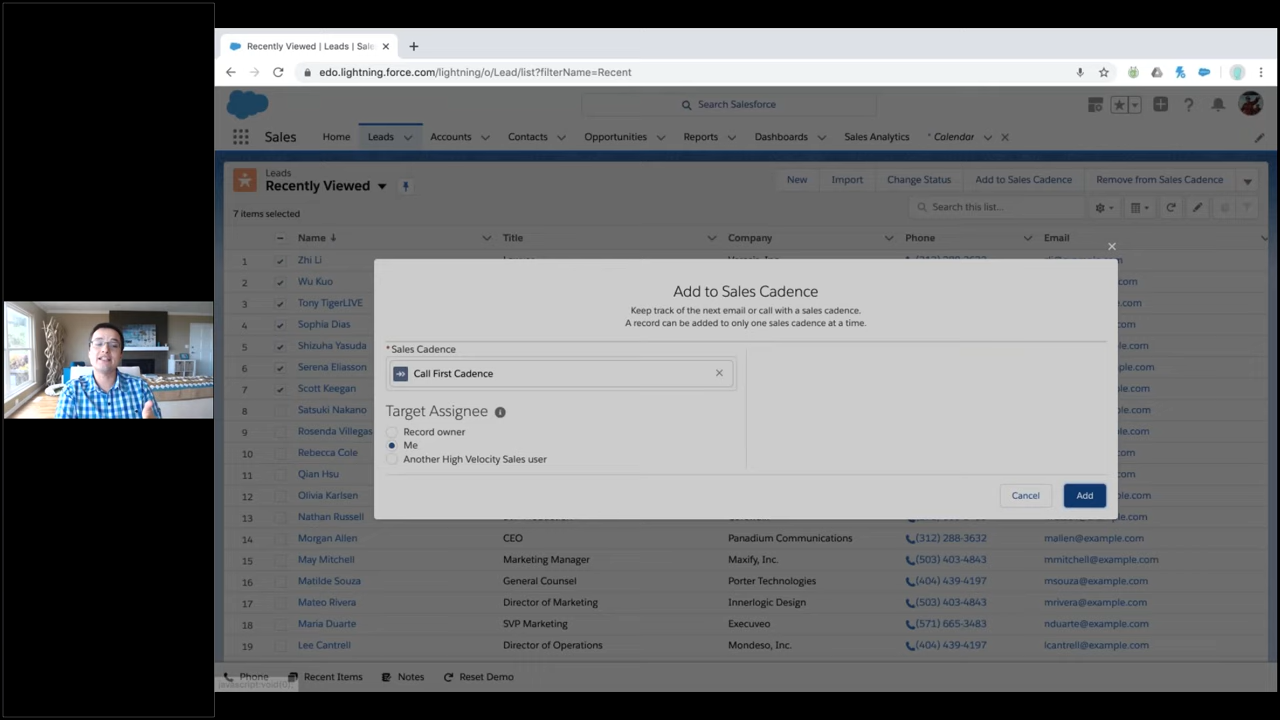 Recently Viewed | Leads | Sale
edo.lightning.force.com/lightning/o/Lead/list?filterName=Recent
Search Salesforce
Sales Home Leads Accounts Contacts Opportunities Reports Dashboards Sales Analytics * Calendar
Leads
Recently Viewed
New Import Change Status Add to Sales Cadence Remove from Sales Cadence
7 items selected
Search this list...
Name Title Company Phone Email
1 Zhi Li
2 Wu Kuo
3 Tony TigerLIVE
4 Sophia Dias
5 Shizuha Yasuda
6 Serena Eliasson
7 Scott Keegan
8 Satsuki Nakano
9 Rosenda Villegas
10 Rebecca Cole
11 Qian Hsu
12 Olivia Karlsen
13 Nathan Russell
14 Morgan Allen CEO Panadium Communications (312) 288-3632 mallen@example.com
15 May Mitchell Marketing Manager Maxify, Inc. (503) 403-4843 mmitchell@example.com
16 Matilde Souza General Counsel Porter Technologies (404) 439-4197 msouza@example.com
17 Mateo Rivera Director of Marketing Innerlogic Design (503) 403-4843 mrivera@example.com
18 Maria Duarte SVP Marketing Execuveo (571) 665-3483 nduarte@example.com
19 Lee Cantrell Director of Operations Mondeso, Inc. (404) 439-4197 lcantrell@example.com
Add to Sales Cadence
Keep track of the next email or call with a sales cadence.
A record can be added to only one sales cadence at a time.
* Sales Cadence
Call First Cadence
Target Assignee
Record owner
Me
Another High Velocity Sales user
Cancel Add
Phone Recent Items Notes Reset Demo